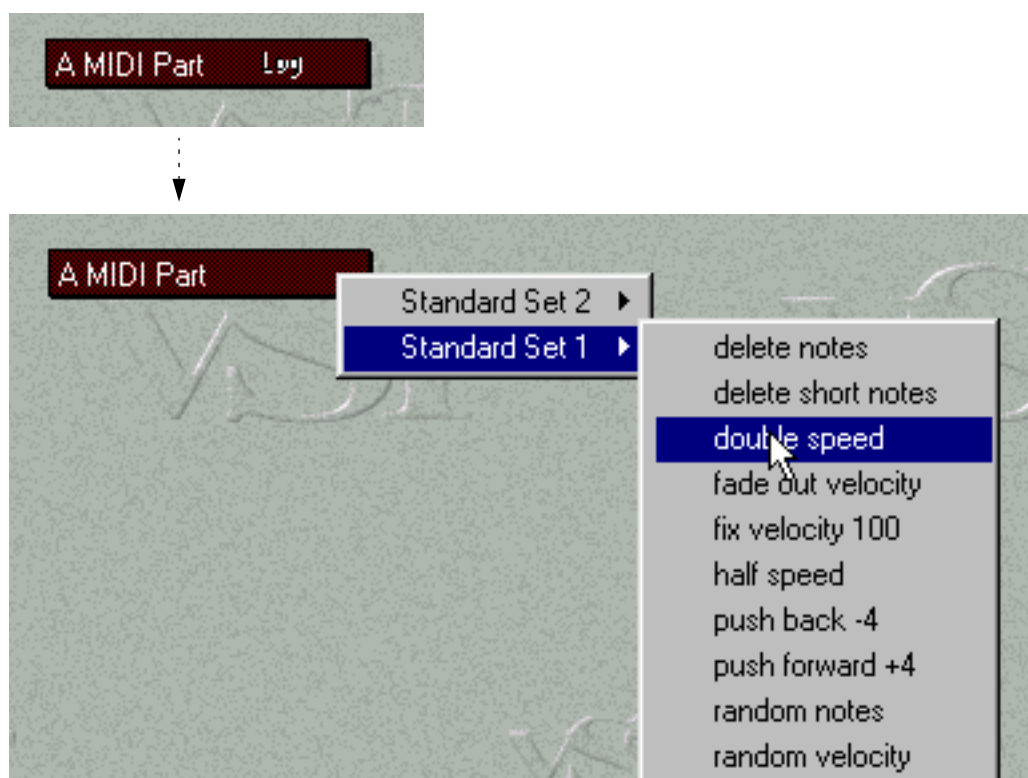 A MIDI Part
A MIDI Part
Standard Set 2
Standard Set 1
delete notes
delete short notes
double speed
fade out velocity
fix velocity 100
half speed
push back -4
push forward +4
random notes
random velocity